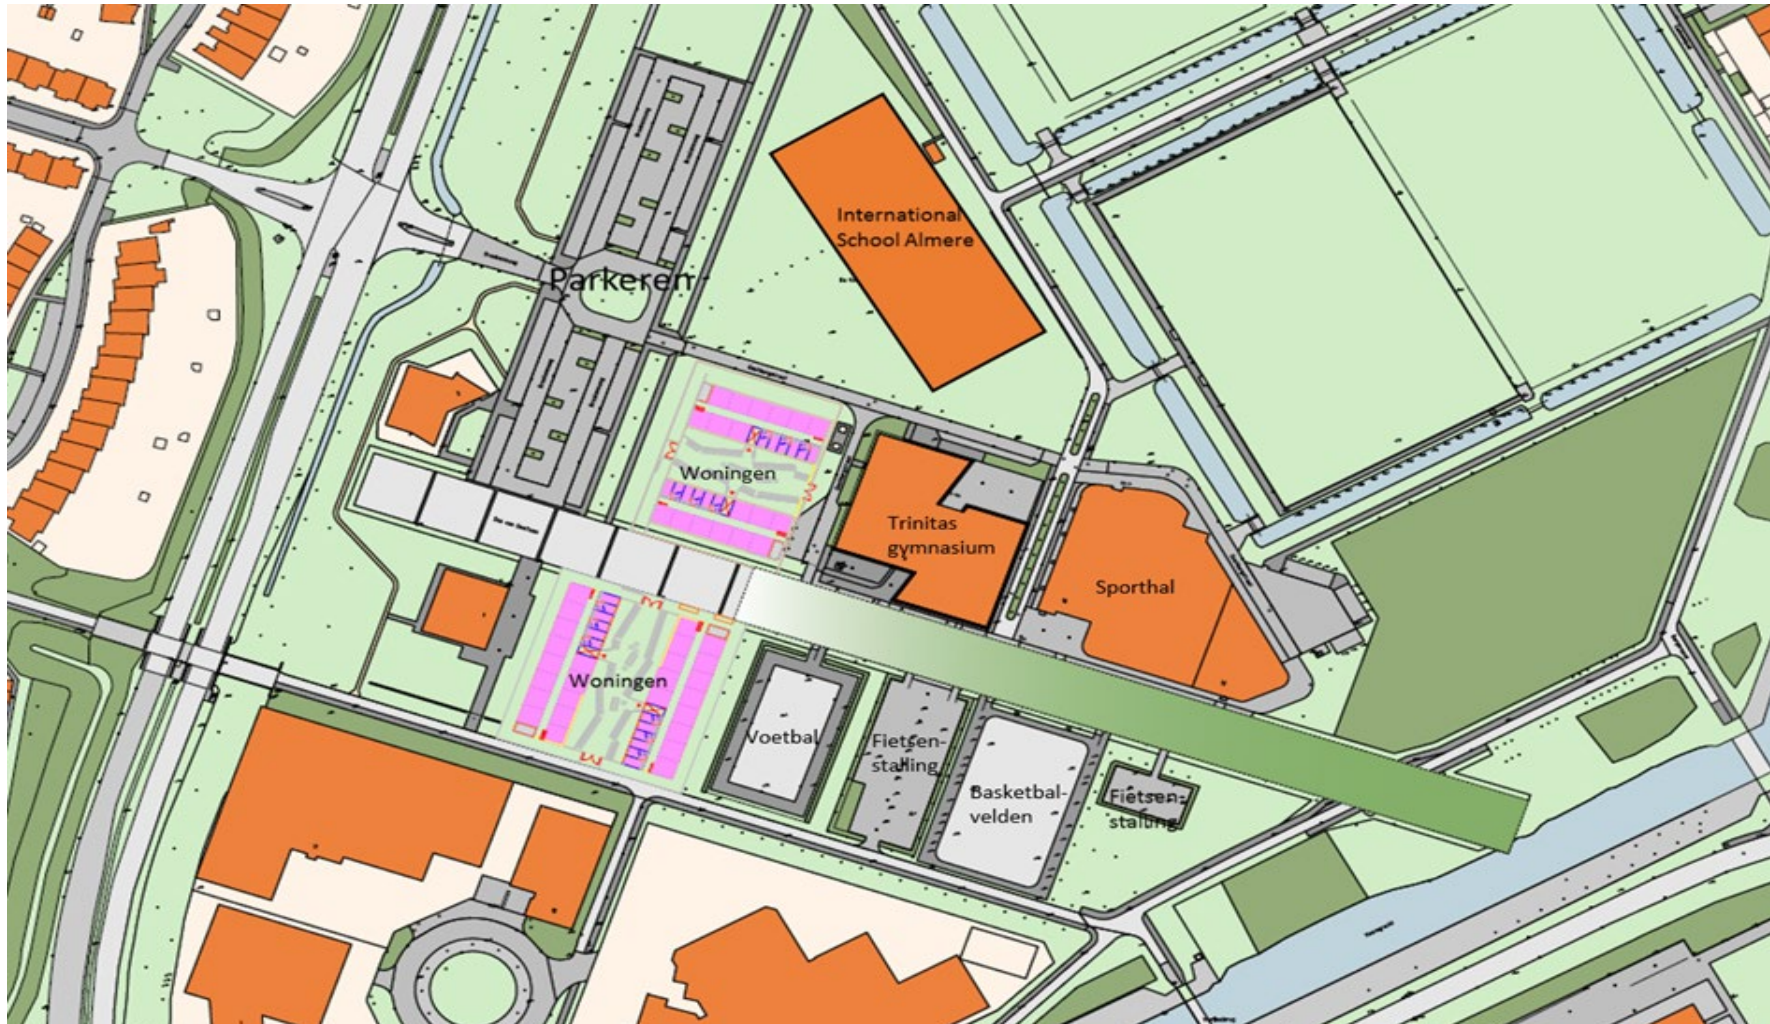 International
School Almere
Parkeren
Woningen
Trinitas
gymnasium
Sporthal
Woningen
Voetbal
Fietsen-
stalling
Basketbal-
velden
Fietsen-
stalling